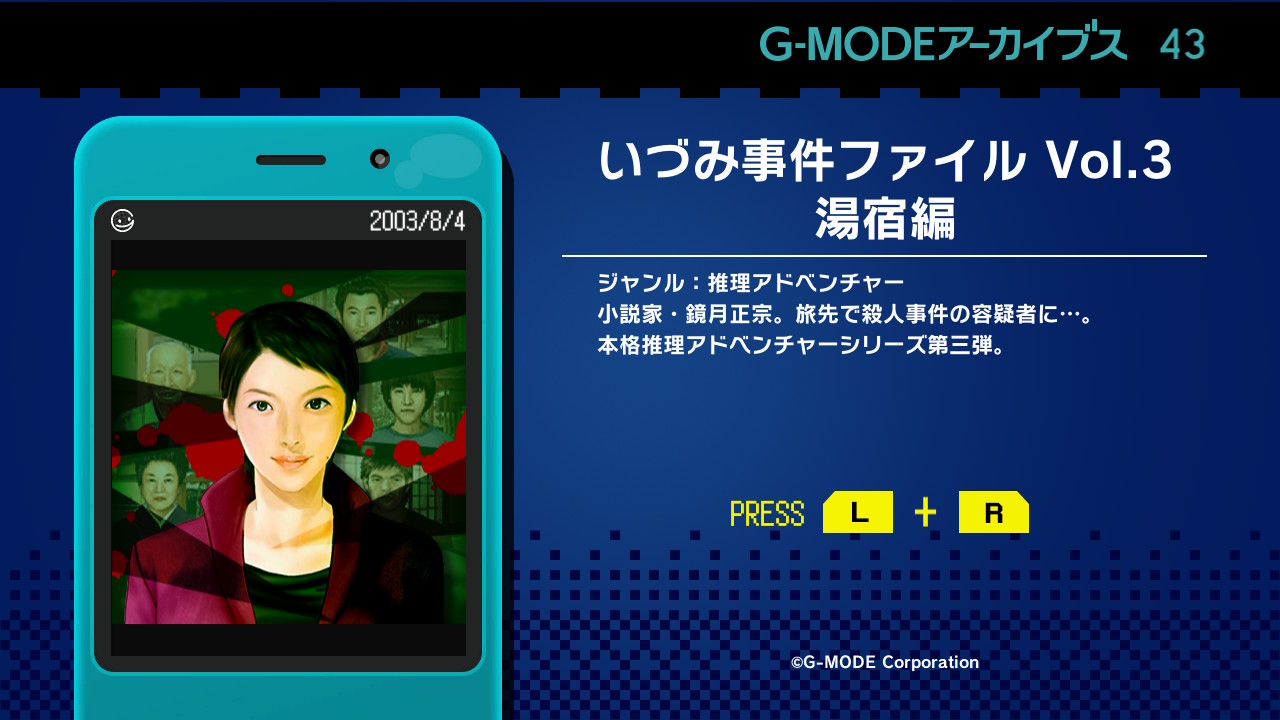 G-MODEアーカイブス 43
2003/8/4
いづみ事件ファイル Vol.3
湯宿編
ジャンル：推理アドベンチャー
小説家・鏡月正宗。旅先で殺人事件の容疑者に…。
本格推理アドベンチャーシリーズ第三弾。
PRESS L + R
©G-MODE Corporation